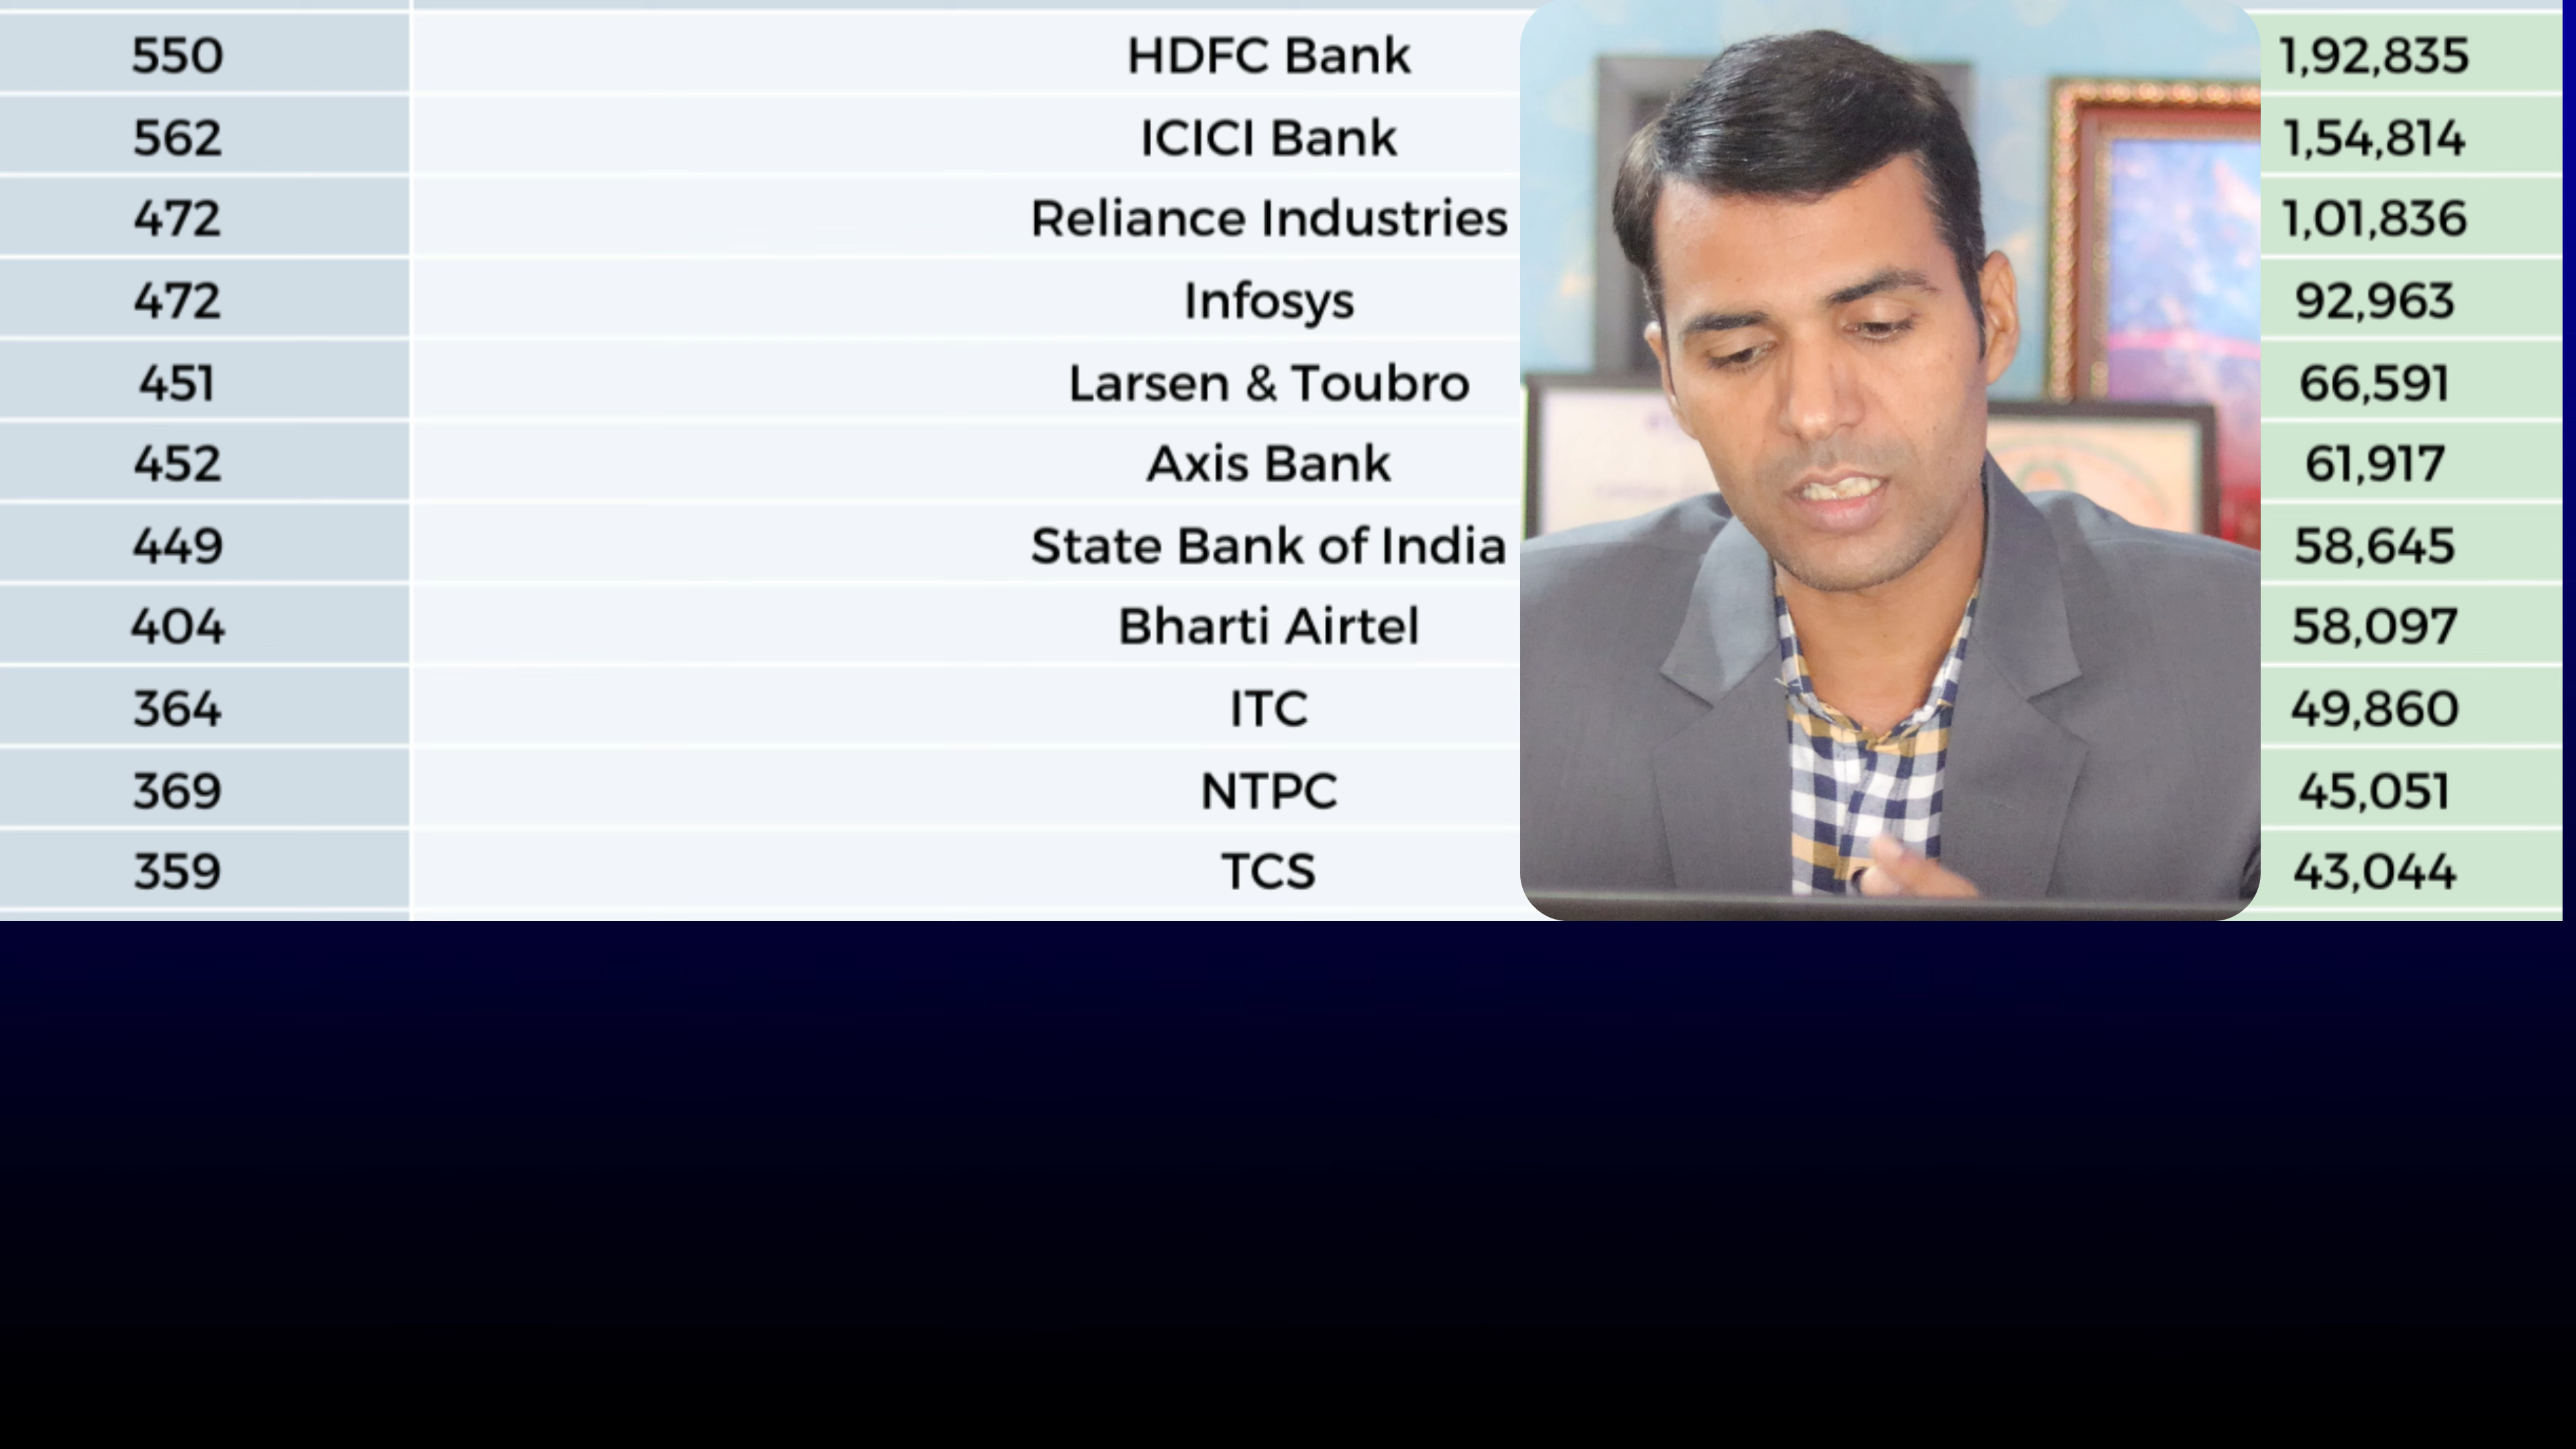 550 HDFC Bank 1,92,835
562 ICICI Bank 1,54,814
472 Reliance Industries 1,01,836
472 Infosys 92,963
451 Larsen & Toubro 66,591
452 Axis Bank 61,917
449 State Bank of India 58,645
404 Bharti Airtel 58,097
364 ITC 49,860
369 NTPC 45,051
359 TCS 43,044